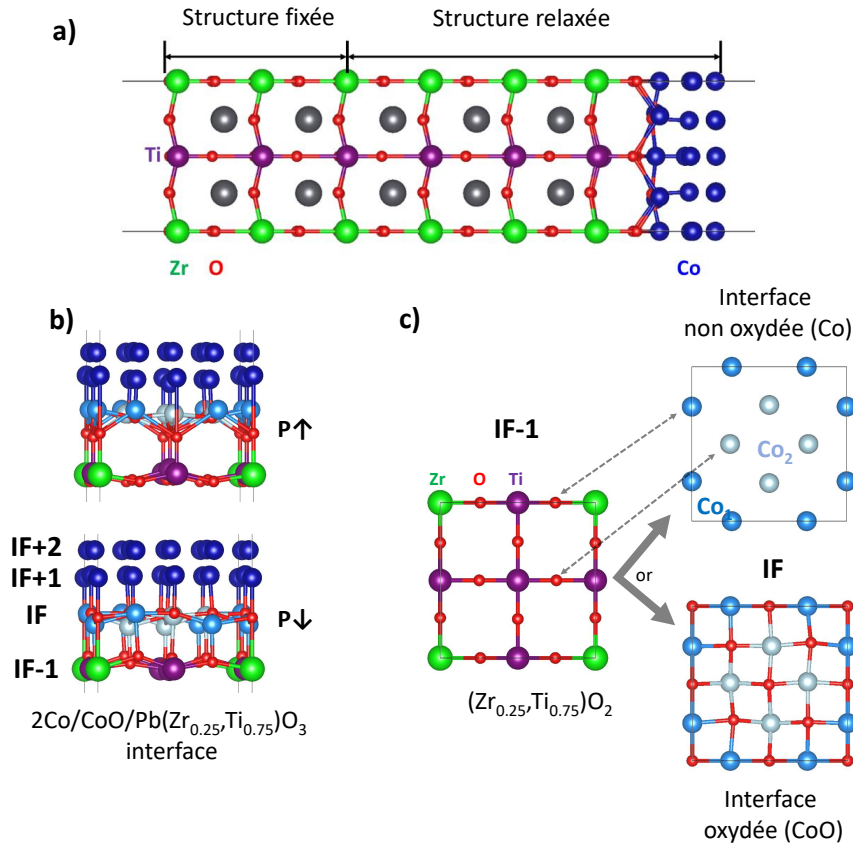 Structure fixée
Structure relaxée
a)
Ti
Zr
O
Co
b)
P↑
IF+2
IF+1
IF
IF-1
P↓
2Co/CoO/Pb(Zr0.25,Ti0.75)O3
interface
c)
Interface
non oxydée (Co)
IF-1
Zr
O
Ti
Co2
Co1
or
IF
(Zr0.25,Ti0.75)O2
Interface
oxydée (CoO)